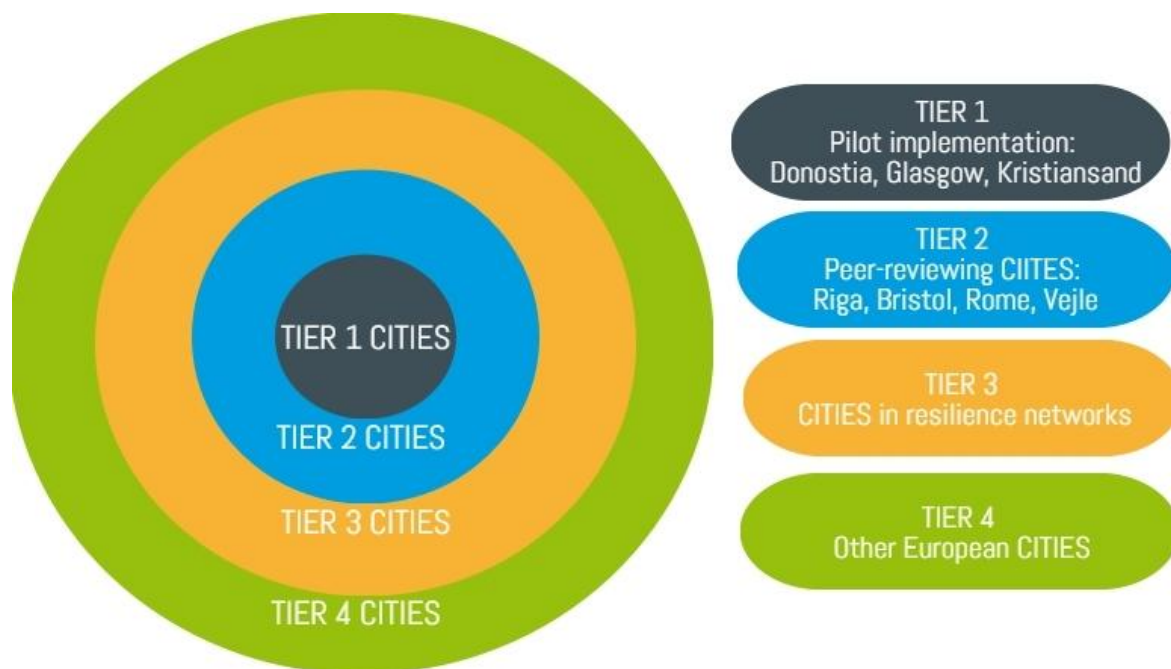 TIER 1 CITIES
TIER 2 CITIES
TIER 3 CITIES
TIER 4 CITIES
TIER 1
Pilot implementation:
Donostia, Glasgow, Kristiansand
TIER 2
Peer-reviewing CIITES:
Riga, Bristol, Rome, Vejle
TIER 3
CITIES in resilience networks
TIER 4
Other European CITIES